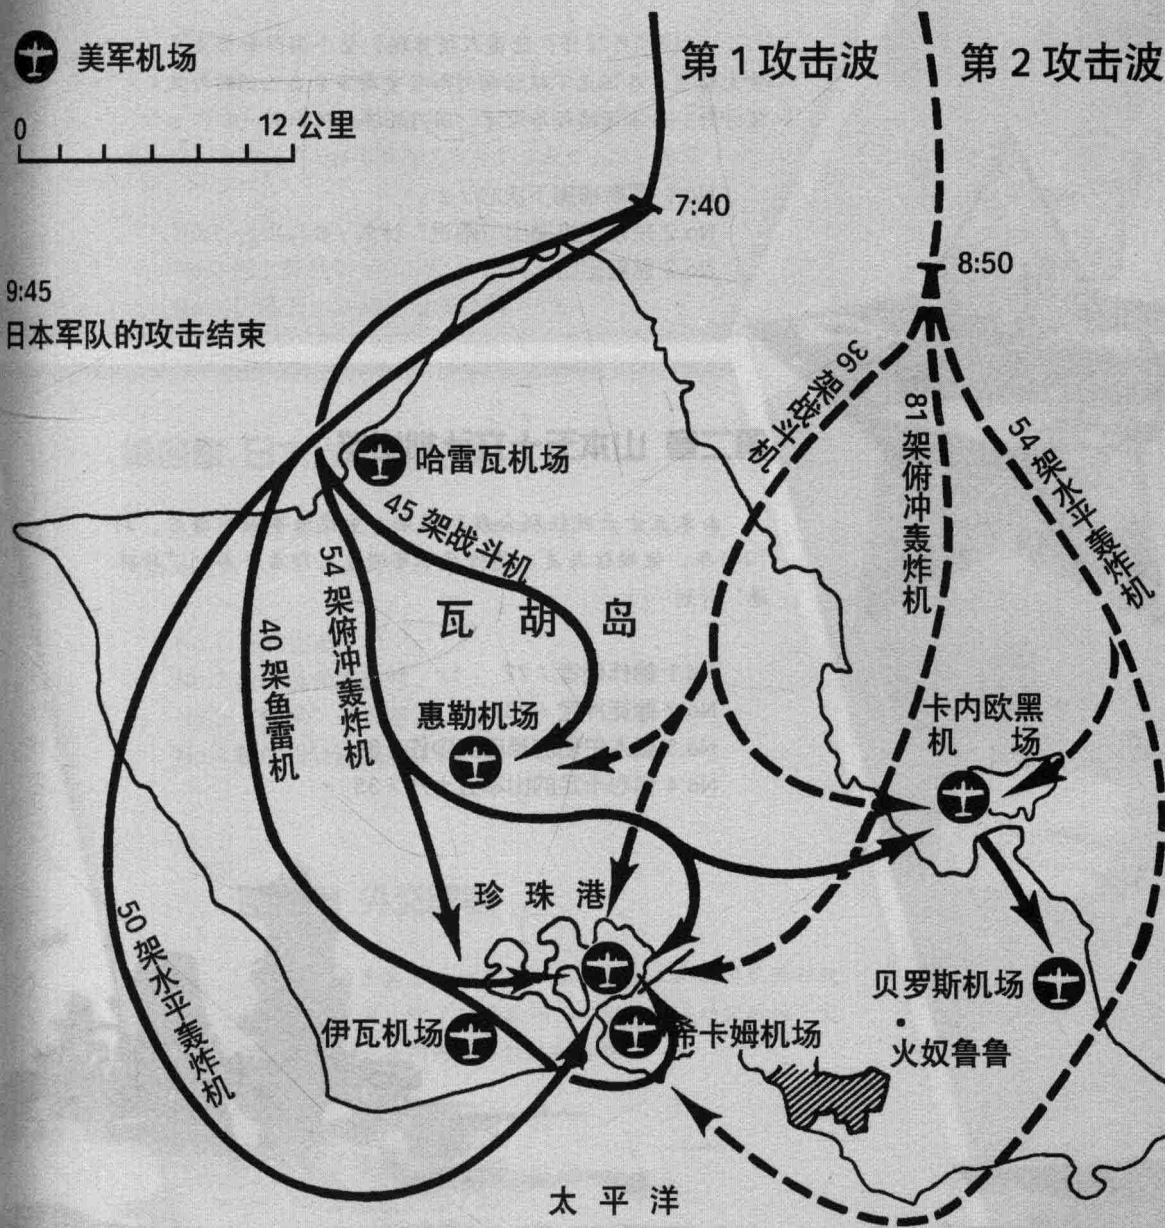 美军机场
0 12 公里
第 1 攻击波
第 2 攻击波
7:40
8:50
9:45
日本军队的攻击结束
36 架战斗机
81 架俯冲轰炸机
54 架水平轰炸机
哈雷瓦机场
45 架战斗机
54 架俯冲轰炸机
40 架鱼雷机
瓦胡岛
惠勒机场
卡内欧黑
机场
50 架水平轰炸机
珍珠港
贝罗斯机场
伊瓦机场
希卡姆机场
火奴鲁鲁
太平洋